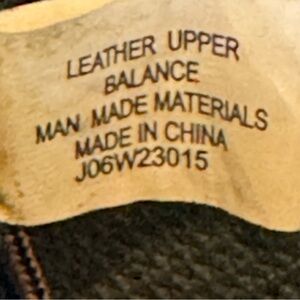 LEATHER UPPER
BALANCE
MAN MADE MATERIALS
MADE IN CHINA
J06W23015